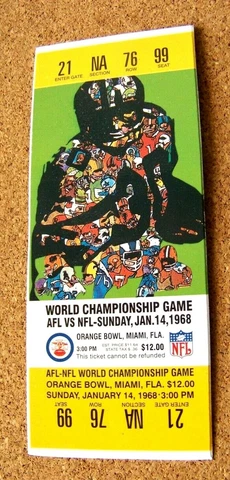 21 NA 76 99
ENTER GATE SECTION ROW SEAT
WORLD CHAMPIONSHIP GAME
AFL VS NFL-SUNDAY, JAN.14,1968
ORANGE BOWL, MIAMI, FLA.
3:00 PM $12.00
This ticket cannot be refunded
NFL
AFL-NFL WORLD CHAMPIONSHIP GAME
ORANGE BOWL, MIAMI, FLA. $12.00
SUNDAY, JANUARY 14, 1968·3:00 PM
SEAT ROW SECTION ENTER GATE
99 76 NA 21